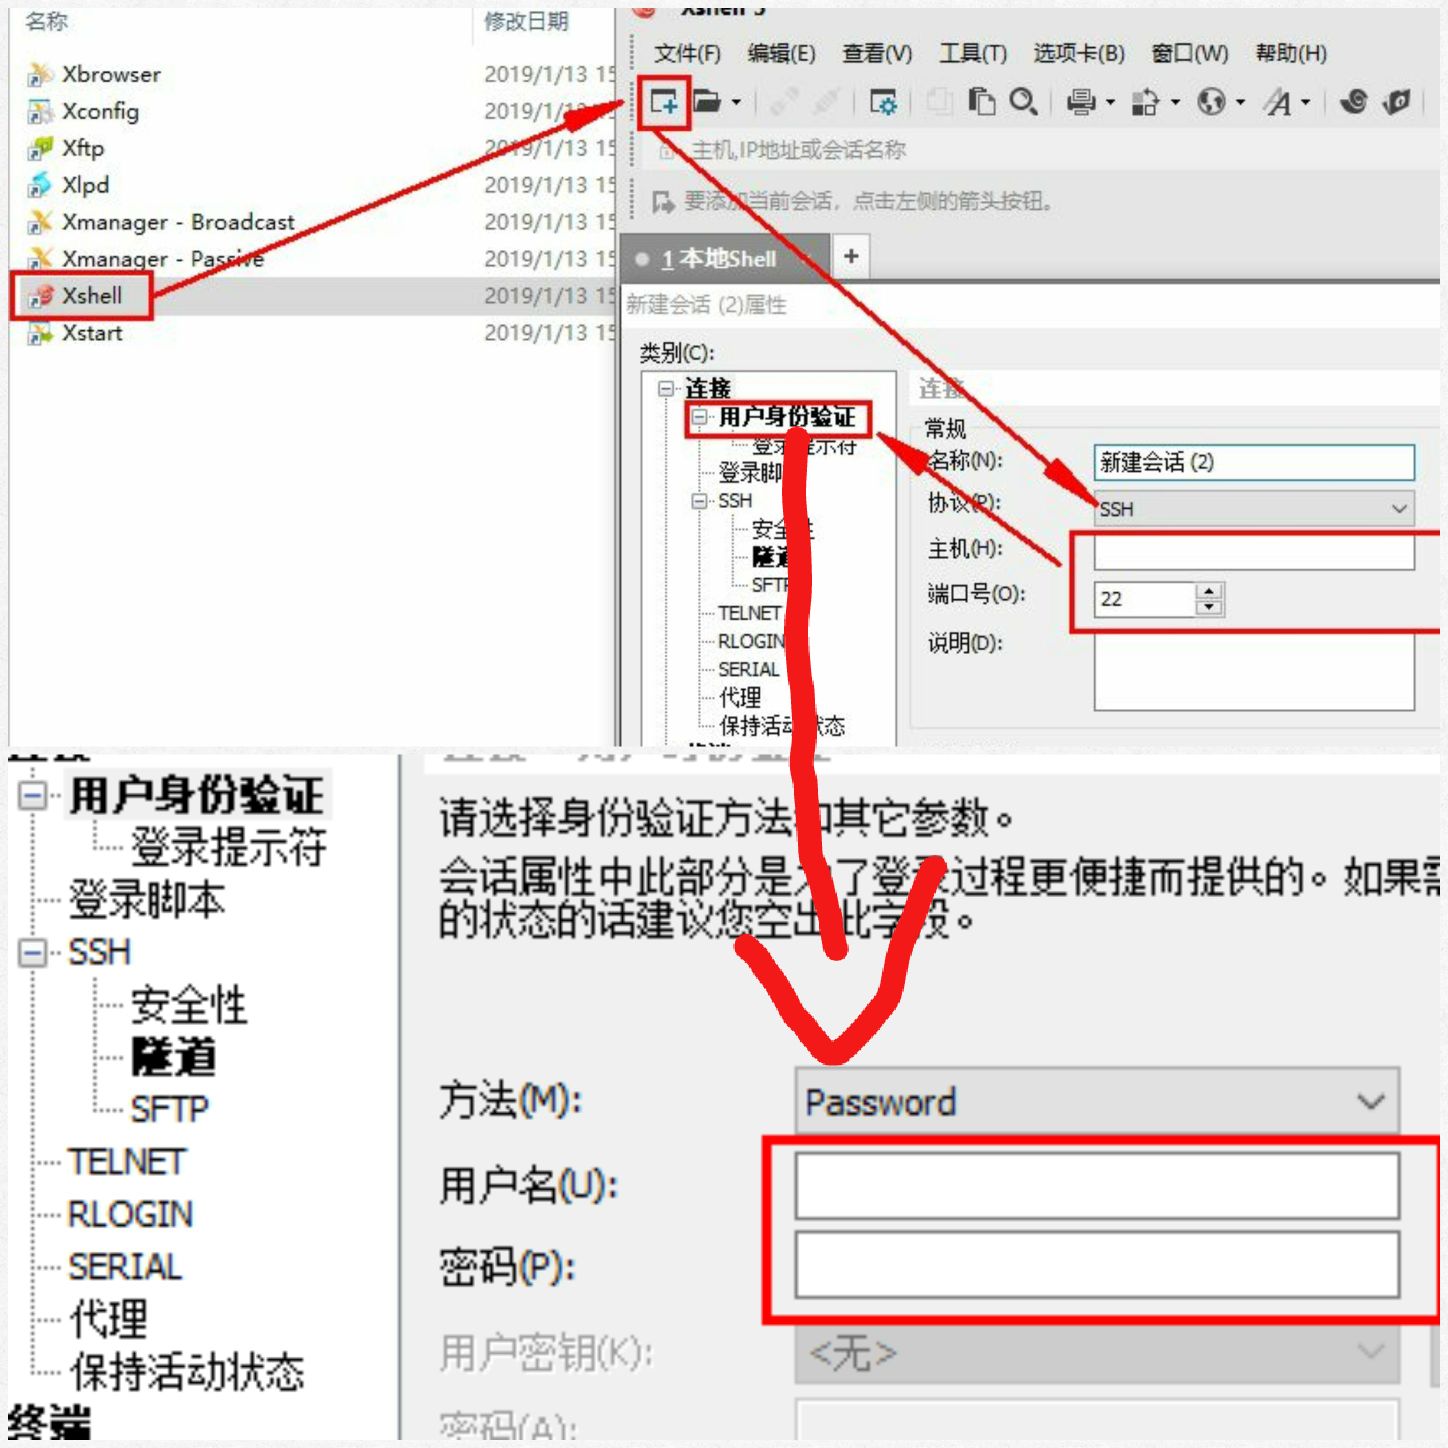 名称
修改日期
Xbrowser
2019/1/13 15
Xconfig
2019/1/13 15
Xftp
2019/1/13 15
Xlpd
2019/1/13 15
Xmanager - Broadcast
2019/1/13 15
Xmanager - Passive
2019/1/13 15
Xshell
2019/1/13 15
Xstart
2019/1/13 15
Xshell 5
文件(F) 编辑(E) 查看(V) 工具(T) 选项卡(B) 窗口(W) 帮助(H)
主机,IP地址或会话名称
要添加当前会话，点击左侧的箭头按钮。
1 本地Shell
+
新建会话 (2)属性
类别(C):
连接
用户身份验证
登录提示符
登录脚
SSH
安全性
隧道
SFTP
TELNET
RLOGIN
SERIAL
代理
保持活动状态
连接
常规
名称(N):
新建会话 (2)
协议(P):
SSH
主机(H):
端口号(O):
22
说明(D):
用户身份验证
登录提示符
登录脚本
SSH
安全性
隧道
SFTP
TELNET
RLOGIN
SERIAL
代理
保持活动状态
终端
请选择身份验证方法和其它参数。
会话属性中此部分是为了登录过程更便捷而提供的。如果需
的状态的话建议您空出此字段。
方法(M):
Password
用户名(U):
密码(P):
用户密钥(K):
<无>
密码(A):